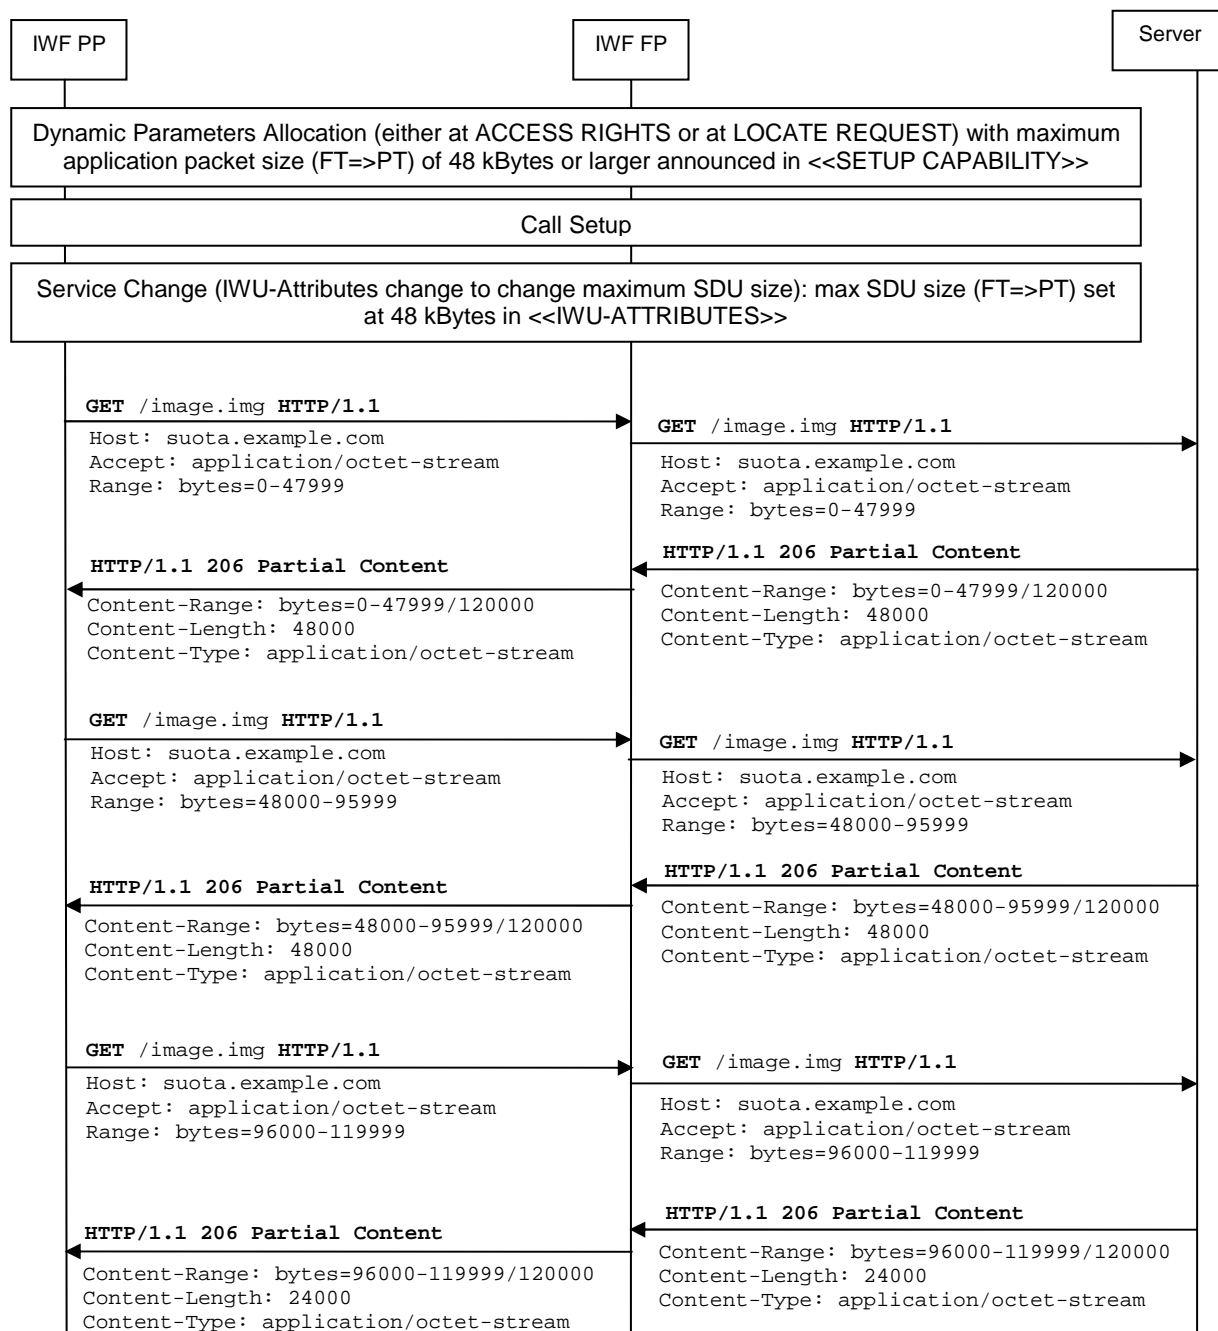 IWF PP
IWF FP
Server
Dynamic Parameters Allocation (either at ACCESS RIGHTS or at LOCATE REQUEST) with maximum
application packet size (FT=>PT) of 48 kBytes or larger announced in <<SETUP CAPABILITY>>
Call Setup
Service Change (IWU-Attributes change to change maximum SDU size): max SDU size (FT=>PT) set
at 48 kBytes in <<IWU-ATTRIBUTES>>
GET /image.img HTTP/1.1
Host: suota.example.com
Accept: application/octet-stream
Range: bytes=0-47999
GET /image.img HTTP/1.1
Host: suota.example.com
Accept: application/octet-stream
Range: bytes=0-47999
HTTP/1.1 206 Partial Content
Content-Range: bytes=0-47999/120000
Content-Length: 48000
Content-Type: application/octet-stream
HTTP/1.1 206 Partial Content
Content-Range: bytes=0-47999/120000
Content-Length: 48000
Content-Type: application/octet-stream
GET /image.img HTTP/1.1
Host: suota.example.com
Accept: application/octet-stream
Range: bytes=48000-95999
GET /image.img HTTP/1.1
Host: suota.example.com
Accept: application/octet-stream
Range: bytes=48000-95999
HTTP/1.1 206 Partial Content
Content-Range: bytes=48000-95999/120000
Content-Length: 48000
Content-Type: application/octet-stream
HTTP/1.1 206 Partial Content
Content-Range: bytes=48000-95999/120000
Content-Length: 48000
Content-Type: application/octet-stream
GET /image.img HTTP/1.1
Host: suota.example.com
Accept: application/octet-stream
Range: bytes=96000-119999
GET /image.img HTTP/1.1
Host: suota.example.com
Accept: application/octet-stream
Range: bytes=96000-119999
HTTP/1.1 206 Partial Content
Content-Range: bytes=96000-119999/120000
Content-Length: 24000
Content-Type: application/octet-stream
HTTP/1.1 206 Partial Content
Content-Range: bytes=96000-119999/120000
Content-Length: 24000
Content-Type: application/octet-stream